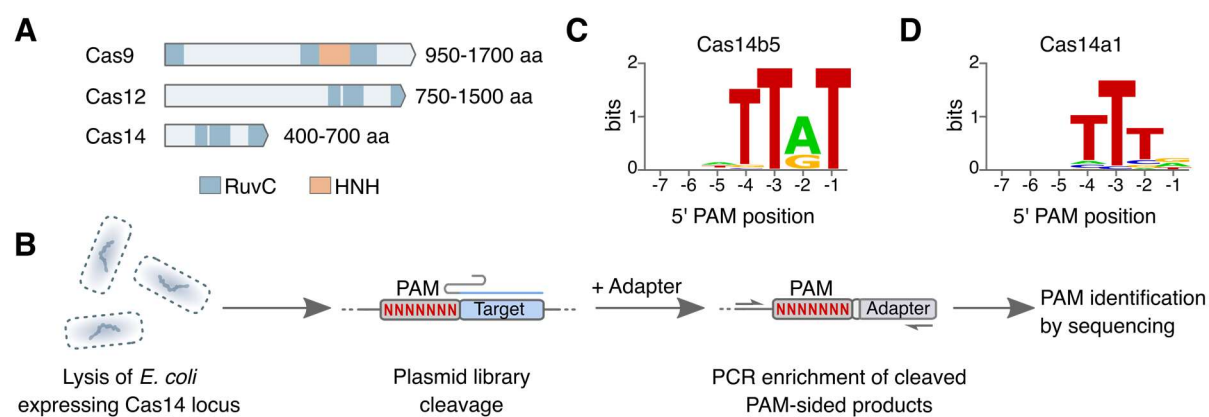 A
Cas9
950-1700 aa
Cas12
750-1500 aa
Cas14
400-700 aa
RuvC
HNH
C
Cas14b5
2
1
0
bits
T
T
A
G
T
-7 -6 -5 -4 -3 -2 -1
5' PAM position
D
Cas14a1
2
1
0
bits
T
T
T
-7 -6 -5 -4 -3 -2 -1
5' PAM position
B
Lysis of E. coli
expressing Cas14 locus
PAM
NNNNNNN
Target
Plasmid library
cleavage
+ Adapter
PAM
NNNNNNN
Adapter
PCR enrichment of cleaved
PAM-sided products
PAM identification
by sequencing